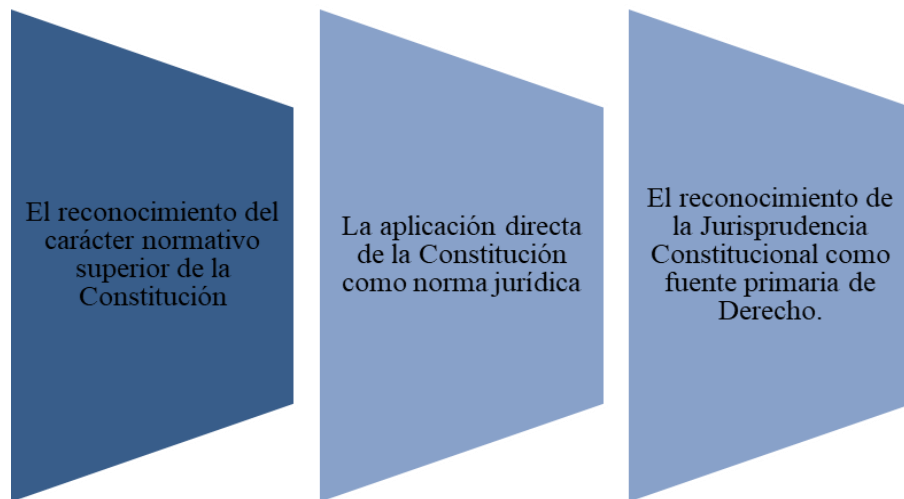 El reconocimiento del
carácter normativo
superior de la
Constitución
La aplicación directa
de la Constitución
como norma jurídica
El reconocimiento de
la Jurisprudencia
Constitucional como
fuente primaria de
Derecho.